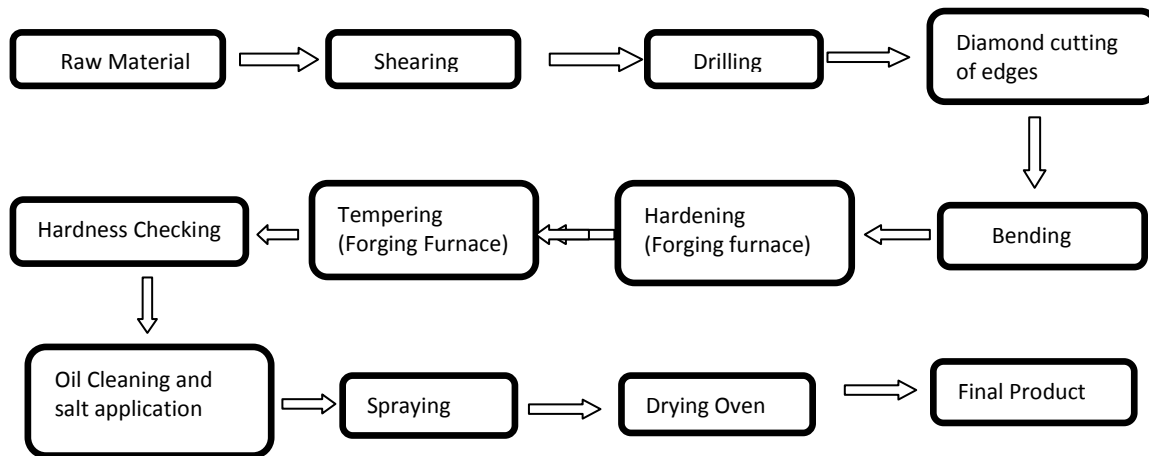 Raw Material
Shearing
Drilling
Diamond cutting
of edges
Bending
Hardening
(Forging furnace)
Tempering
(Forging Furnace)
Hardness Checking
Oil Cleaning and
salt application
Spraying
Drying Oven
Final Product